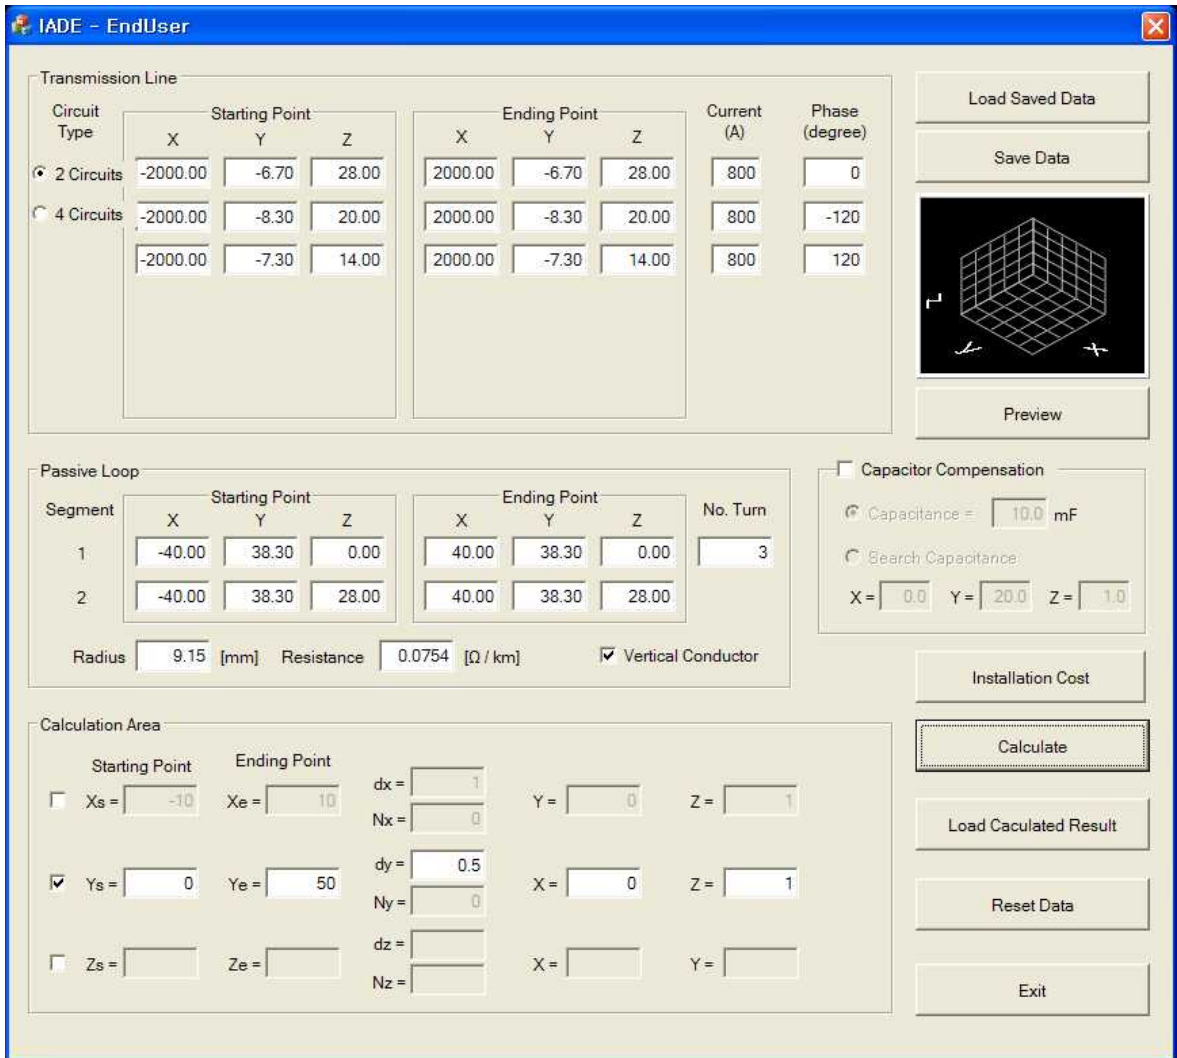 IADE - EndUser
Transmission Line
Circuit Type
Starting Point
Ending Point
Current (A)
Phase (degree)
X Y Z X Y Z
2 Circuits -2000.00 -6.70 28.00 2000.00 -6.70 28.00 800 0
4 Circuits -2000.00 -8.30 20.00 2000.00 -8.30 20.00 800 -120
-2000.00 -7.30 14.00 2000.00 -7.30 14.00 800 120
Load Saved Data
Save Data
Z
Y X
Preview
Passive Loop
Segment
Starting Point
Ending Point
No. Turn
X Y Z X Y Z
1 -40.00 38.30 0.00 40.00 38.30 0.00 3
2 -40.00 38.30 28.00 40.00 38.30 28.00
Radius 9.15 [mm] Resistance 0.0754 [Ω / km] Vertical Conductor
Capacitor Compensation
Capacitance = 10.0 mF
Search Capacitance
X = 0.0 Y = 20.0 Z = 1.0
Installation Cost
Calculate
Load Caculated Result
Reset Data
Exit
Calculation Area
Starting Point Ending Point
Xs = -10 Xe = 10 dx = 1 Y = 0 Z = 1
Nx = 0
Ys = 0 Ye = 50 dy = 0.5 X = 0 Z = 1
Ny = 0
Zs = Ze = dz = X = Y =
Nz =